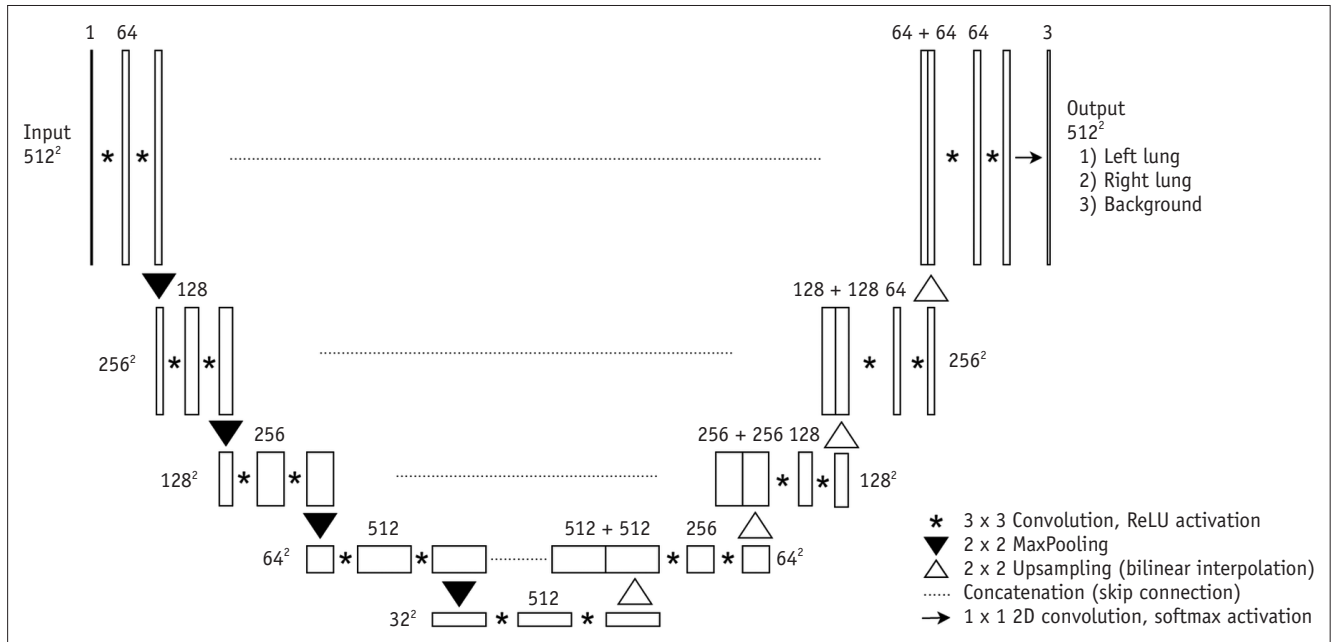 1 64
64 + 64 64 3
Input
512²
*
*
*
*
Output
512²
1) Left lung
2) Right lung
3) Background
128
128 + 128 64
256²
*
*
*
*
256²
256
256 + 256 128
128²
*
*
*
*
128²
512
512 + 512 256
64²
*
*
*
*
64²
512
32²
*
*
* 3 x 3 Convolution, ReLU activation
2 x 2 MaxPooling
2 x 2 Upsampling (bilinear interpolation)
Concatenation (skip connection)
1 x 1 2D convolution, softmax activation